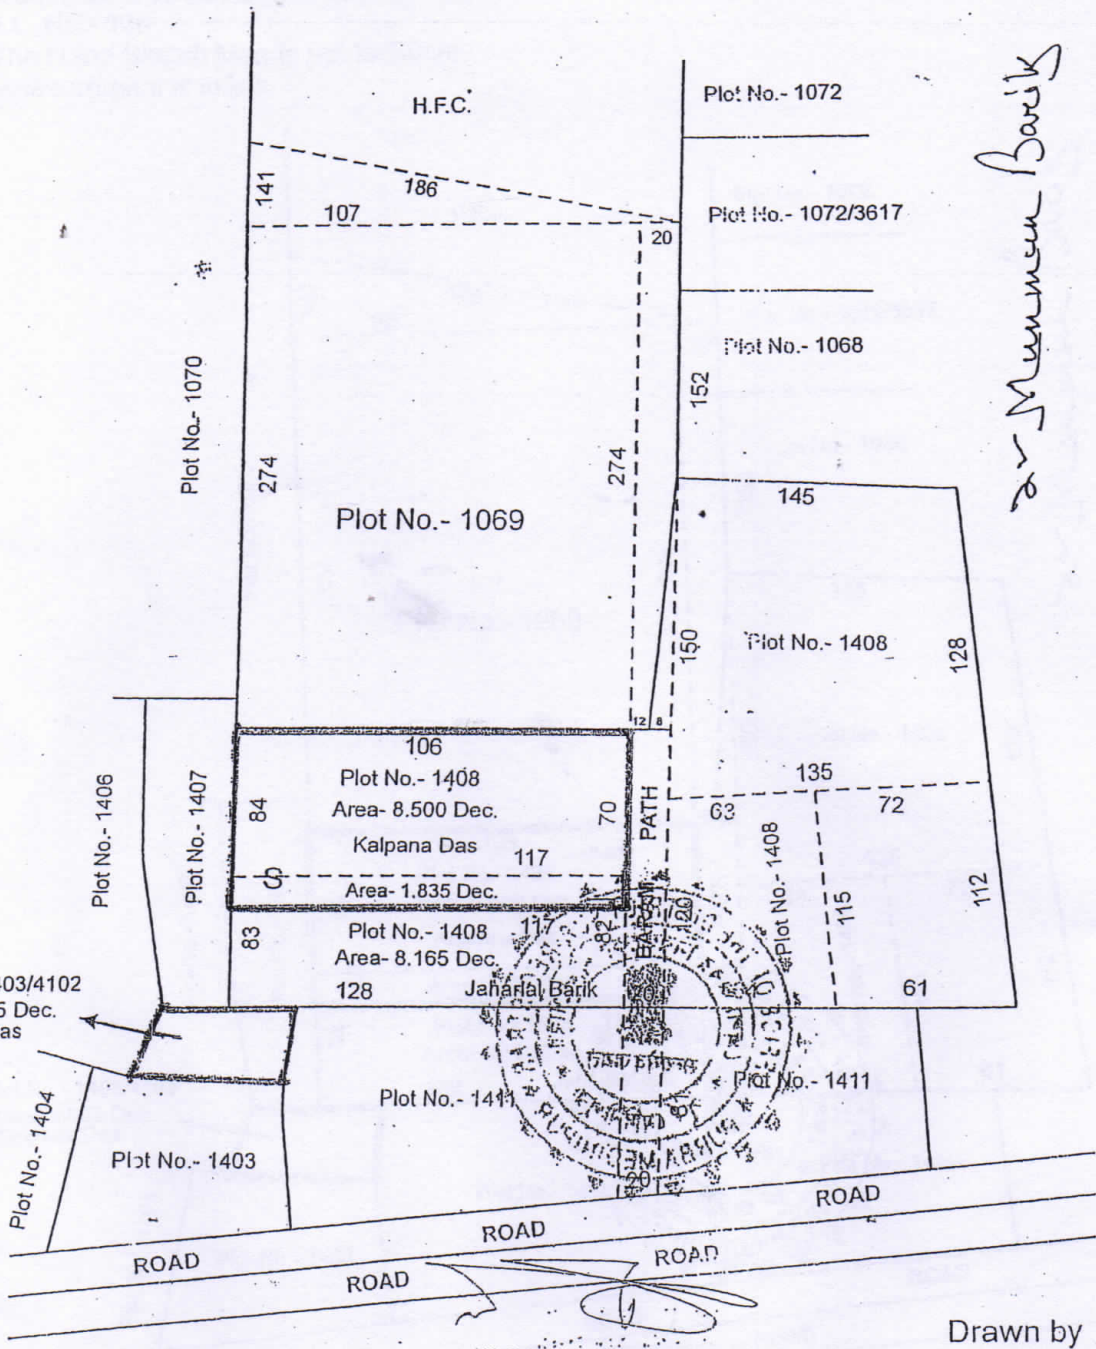 H.F.C.
Plot No.- 1072
141
186
107
20
Plot No.- 1072/3617
Plot No.- 1068
Plot No.- 1070
274
274
152
145
Plot No.- 1069
150
Plot No.- 1408
128
12 8
106
Plot No.- 1408
Area- 8.500 Dec.
Kalpana Das
84
70
PATH
135
63
72
Plot No.- 1406
Plot No.- 1407
117
S
Area- 1.835 Dec.
Plot No.- 1408
115
112
83
Plot No.- 1408
117
82
Area- 8.165 Dec.
128
Jaharlal Barik
61
403/4102
5 Dec.
as
Plot No.- 1411
Plot No.- 1411
Plot No.- 1404
Plot No.- 1403
20
ROAD
ROAD
ROAD
ROAD
ROAD
Drawn by